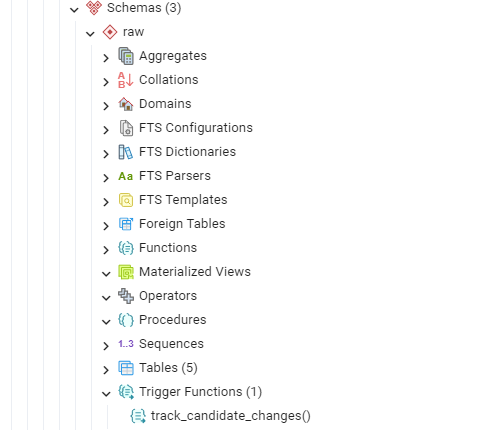 Schemas (3)
raw
Aggregates
Collations
Domains
FTS Configurations
FTS Dictionaries
Aa FTS Parsers
FTS Templates
Foreign Tables
Functions
Materialized Views
Operators
Procedures
1..3 Sequences
Tables (5)
Trigger Functions (1)
track_candidate_changes()